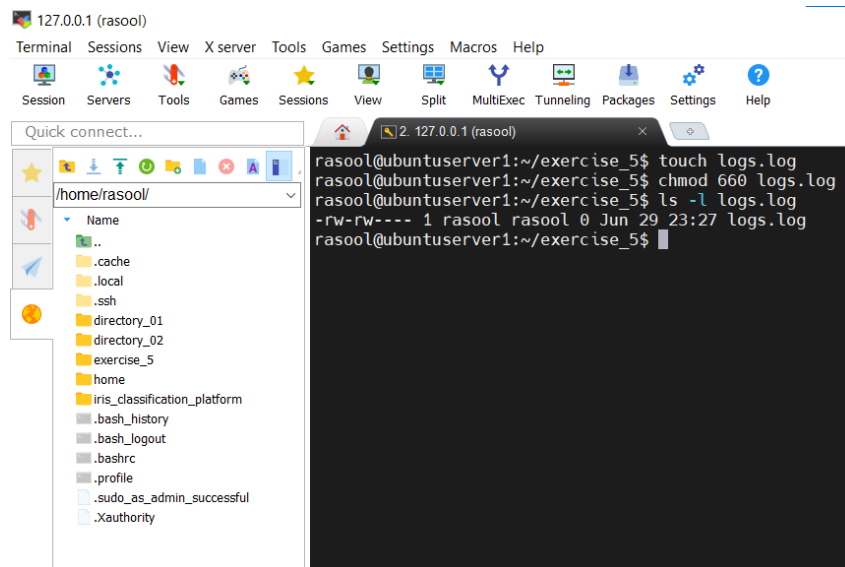 127.0.0.1 (rasool)
Terminal Sessions View X server Tools Games Settings Macros Help
Session Servers Tools Games Sessions View Split MultiExec Tunneling Packages Settings Help
Quick connect...
2. 127.0.0.1 (rasool)
/home/rasool/
Name
..
.cache
.local
.ssh
directory_01
directory_02
exercise_5
home
iris_classification_platform
.bash_history
.bash_logout
.bashrc
.profile
.sudo_as_admin_successful
.Xauthority
rasool@ubuntuserver1:~/exercise_5$ touch logs.log
rasool@ubuntuserver1:~/exercise_5$ chmod 660 logs.log
rasool@ubuntuserver1:~/exercise_5$ ls -l logs.log
-rw-rw---- 1 rasool rasool 0 Jun 29 23:27 logs.log
rasool@ubuntuserver1:~/exercise_5$